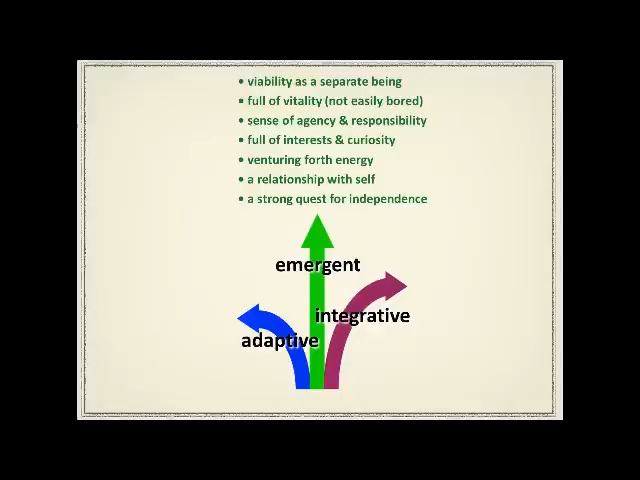 • viability as a separate being
• full of vitality (not easily bored)
• sense of agency & responsibility
• full of interests & curiosity
• venturing forth energy
• a relationship with self
• a strong quest for independence
emergent
integrative
adaptive